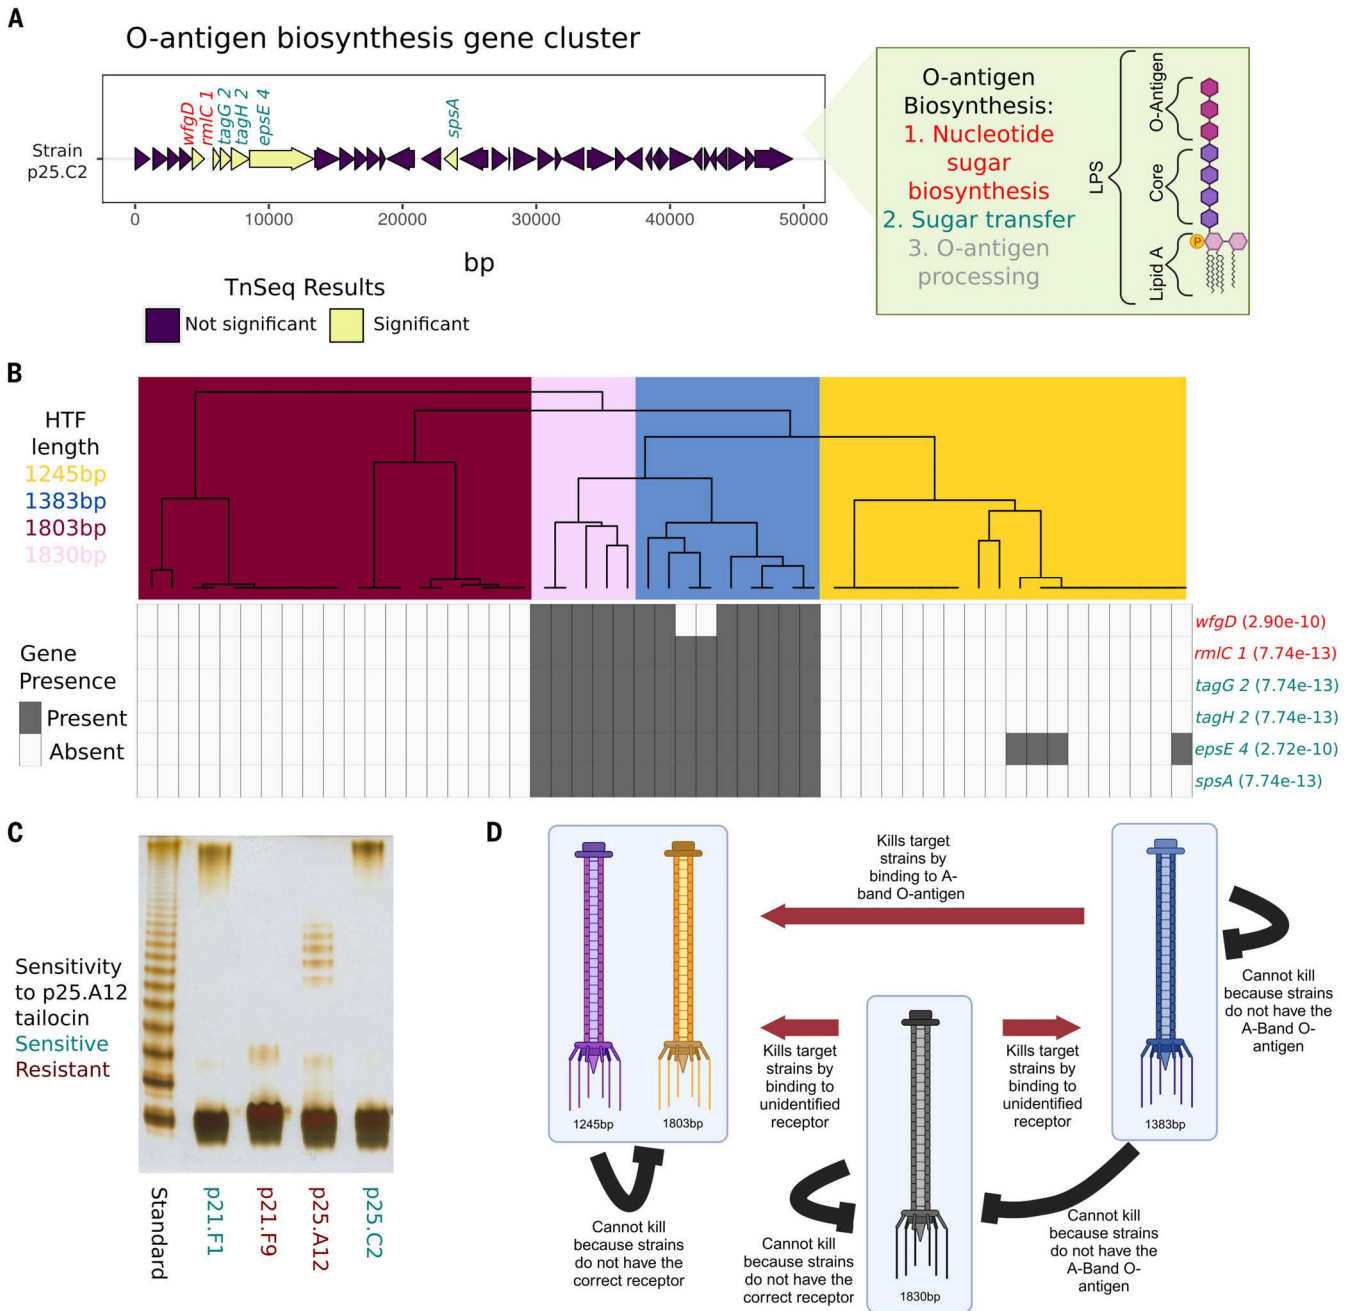 A
O-antigen biosynthesis gene cluster
wfgD
rmlC 1
tagG 2
tagH 2
epsE 4
spsA
Strain
p25.C2
0
10000
20000
30000
40000
50000
bp
TnSeq Results
Not significant
Significant
O-antigen
Biosynthesis:
1. Nucleotide
sugar
biosynthesis
2. Sugar transfer
3. O-antigen
processing
LPS
O-Antigen
Core
Lipid A
P
B
HTF
length
1245bp
1383bp
1803bp
1830bp
Gene
Presence
Present
Absent
wfgD (2.90e-10)
rmlC 1 (7.74e-13)
tagG 2 (7.74e-13)
tagH 2 (7.74e-13)
epsE 4 (2.72e-10)
spsA (7.74e-13)
C
Sensitivity
to p25.A12
tailocin
Sensitive
Resistant
Standard
p21.F1
p21.F9
p25.A12
p25.C2
D
1245bp
1803bp
Kills target
strains by
binding to A-
band O-antigen
1383bp
Cannot kill
because strains
do not have the
A-Band O-
antigen
Kills target
strains by
binding to
unidentified
receptor
Kills target
strains by
binding to
unidentified
receptor
1830bp
Cannot kill
because strains
do not have the
correct receptor
Cannot kill
because strains
do not have the
correct receptor
Cannot kill
because strains
do not have the
A-Band O-
antigen